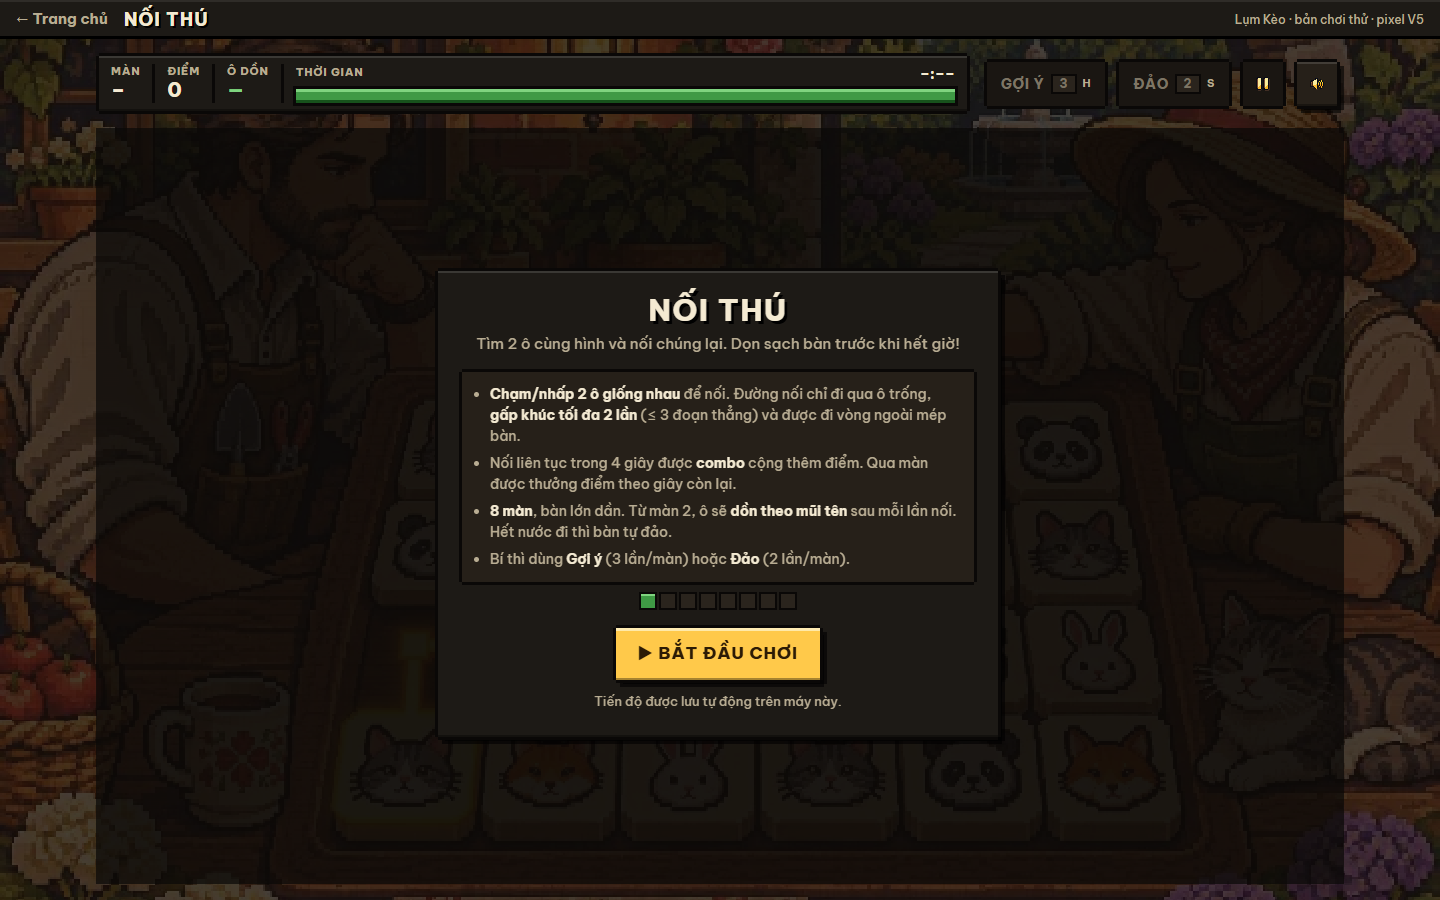 ← Trang chủ NỐI THÚ
Lụm Kèo · bản chơi thử · pixel V5
MÀN ĐIỂM Ô DỒN THỜI GIAN -:--
– 0 –
GỢI Ý 3 H
ĐẢO 2 S
NỐI THÚ
Tìm 2 ô cùng hình và nối chúng lại. Dọn sạch bàn trước khi hết giờ!
• Chạm/nhấp 2 ô giống nhau để nối. Đường nối chỉ đi qua ô trống,
gấp khúc tối đa 2 lần (≤ 3 đoạn thẳng) và được đi vòng ngoài mép
bàn.
• Nối liên tục trong 4 giây được combo cộng thêm điểm. Qua màn
được thưởng điểm theo giây còn lại.
• 8 màn, bàn lớn dần. Từ màn 2, ô sẽ dồn theo mũi tên sau mỗi lần nối.
Hết nước đi thì bàn tự đảo.
• Bí thì dùng Gợi ý (3 lần/màn) hoặc Đảo (2 lần/màn).
▶ BẮT ĐẦU CHƠI
Tiến độ được lưu tự động trên máy này.